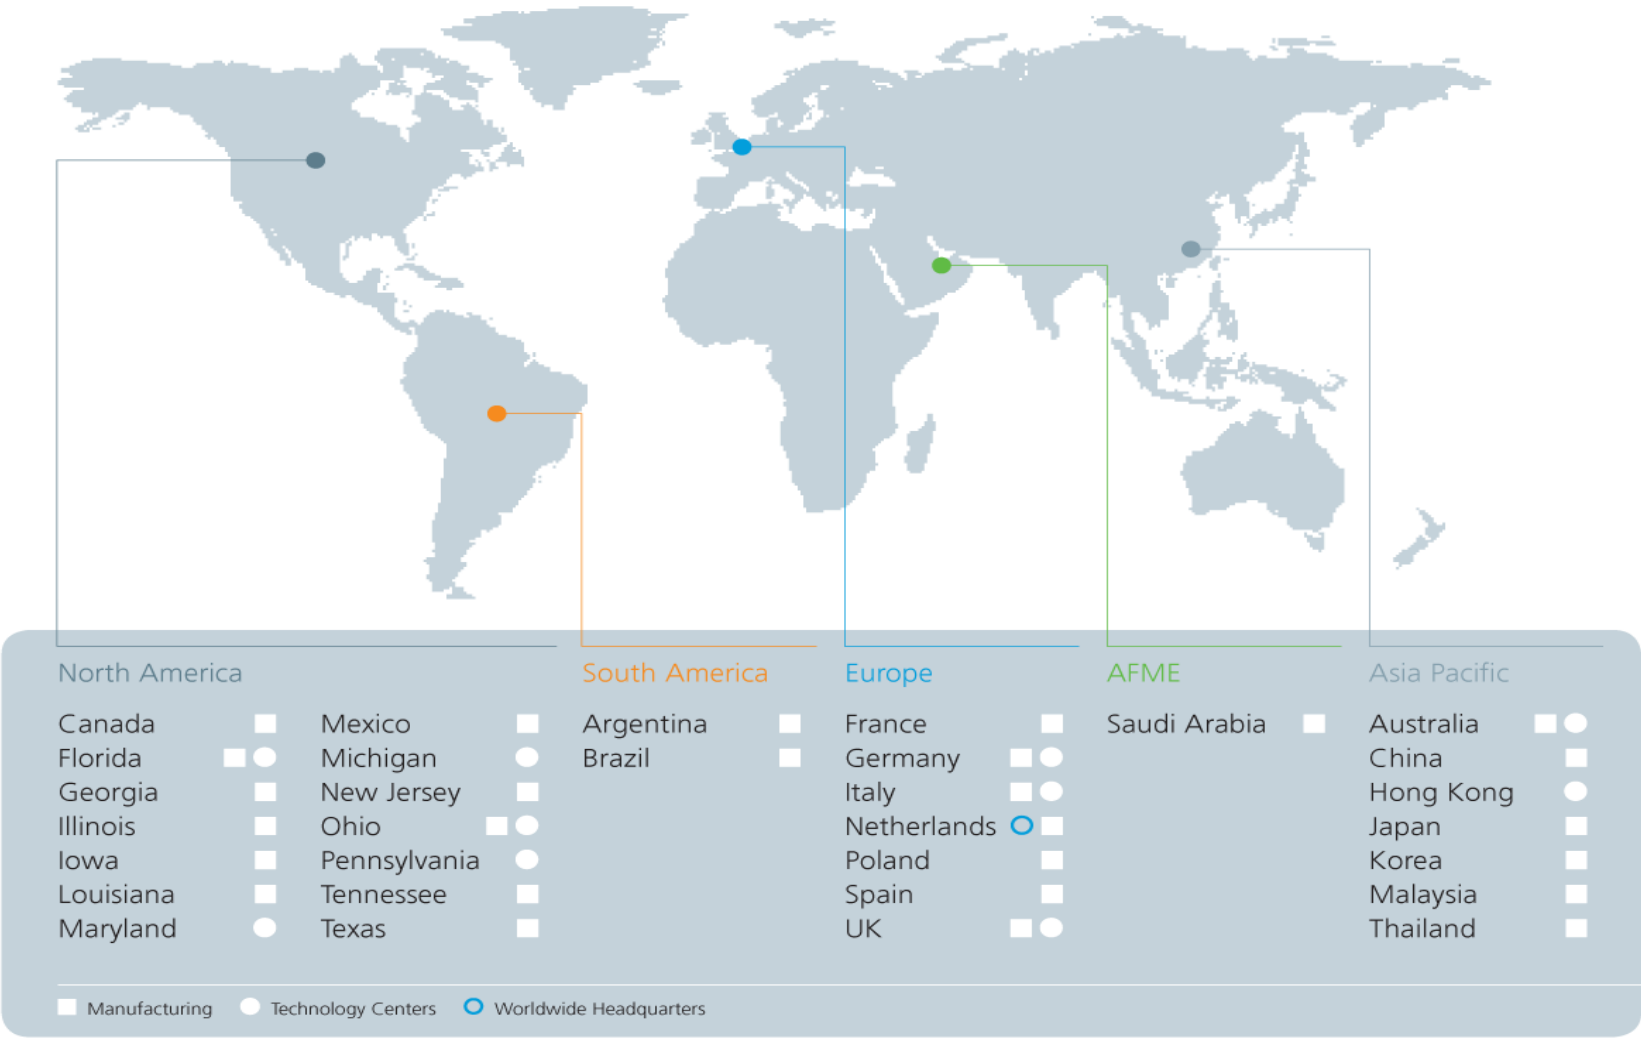 North America
South America
Europe
AFME
Asia Pacific
Canada
Florida
Georgia
Illinois
Iowa
Louisiana
Maryland
Mexico
Michigan
New Jersey
Ohio
Pennsylvania
Tennessee
Texas
Argentina
Brazil
France
Germany
Italy
Netherlands
Poland
Spain
UK
Saudi Arabia
Australia
China
Hong Kong
Japan
Korea
Malaysia
Thailand
Manufacturing
Technology Centers
Worldwide Headquarters